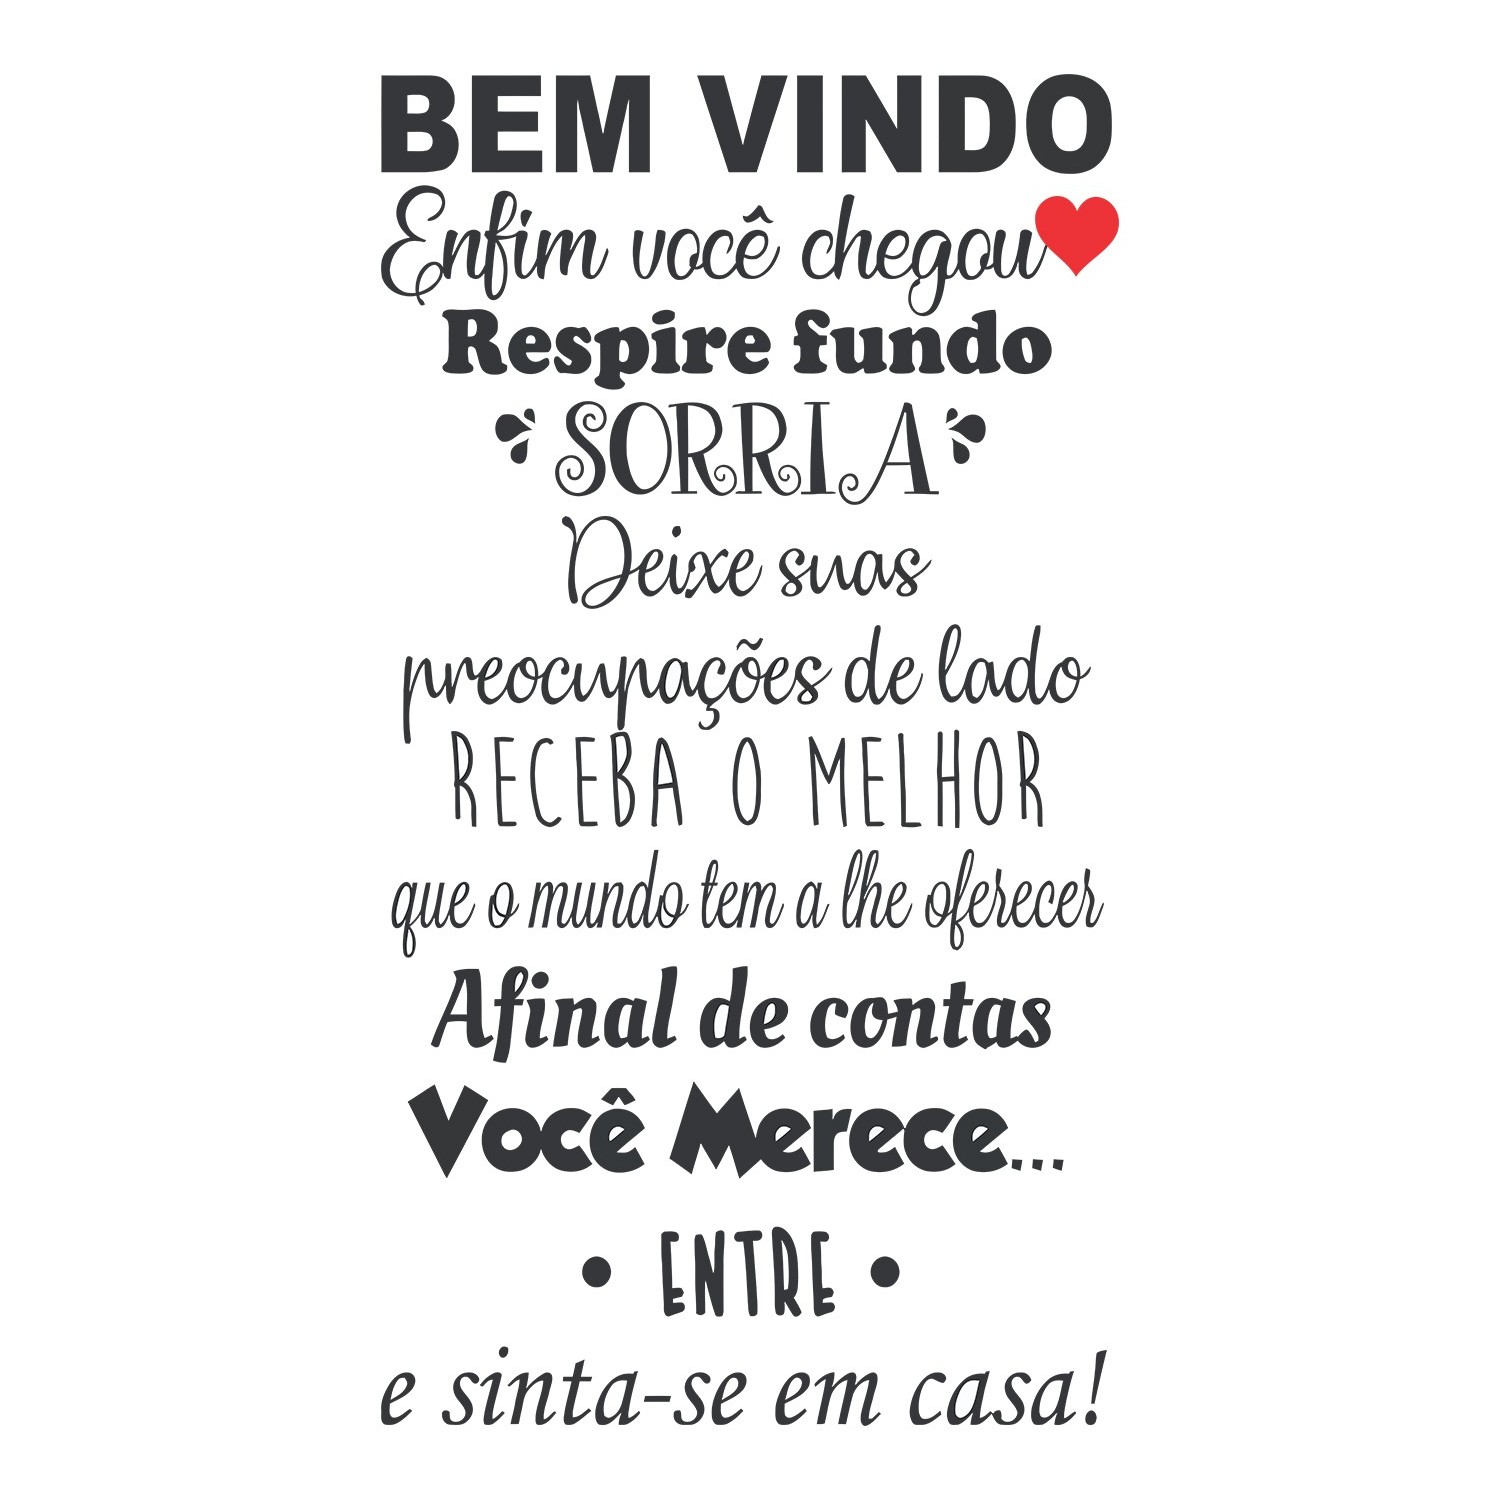 BEM VINDO
Enfim você chegou
Respire fundo
SORRIA
Deixe suas
preocupações de lado
RECEBA O MELHOR
que o mundo tem a lhe oferecer
Afinal de contas
Você Merece...
• ENTRE •
e sinta-se em casa!